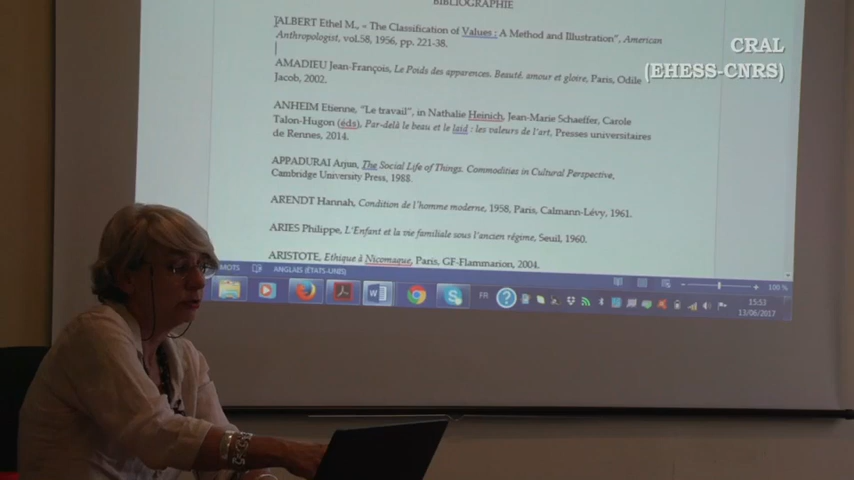 BIBLIOGRAPHIE
ALBERT Ethel M., « The Classification of Values : A Method and Illustration", American
Anthropologist, vol.58, 1956, pp. 221-38.
CRAL
(EHESS-CNRS)
AMADIEU Jean-François, Le Poids des apparences. Beauté, amour et gloire, Paris, Odile
Jacob, 2002.
ANHEIM Etienne, "Le travail", in Nathalie Heinich, Jean-Marie Schaeffer, Carole
Talon-Hugon (éds), Par-delà le beau et le laid : les valeurs de l'art, Presses universitaires
de Rennes, 2014.
APPADURAI Arjun, The Social Life of Things. Commodities in Cultural Perspective,
Cambridge University Press, 1988.
ARENDT Hannah, Condition de l'homme moderne, 1958, Paris, Calmann-Lévy, 1961.
ARIES Philippe, L'Enfant et la vie familiale sous l'ancien régime, Seuil, 1960.
ARISTOTE, Ethique à Nicomaque, Paris, GF-Flammarion, 2004.
MOTS ANGLAIS (ÉTATS-UNIS)
100 %
FR
15:53
13/06/2017